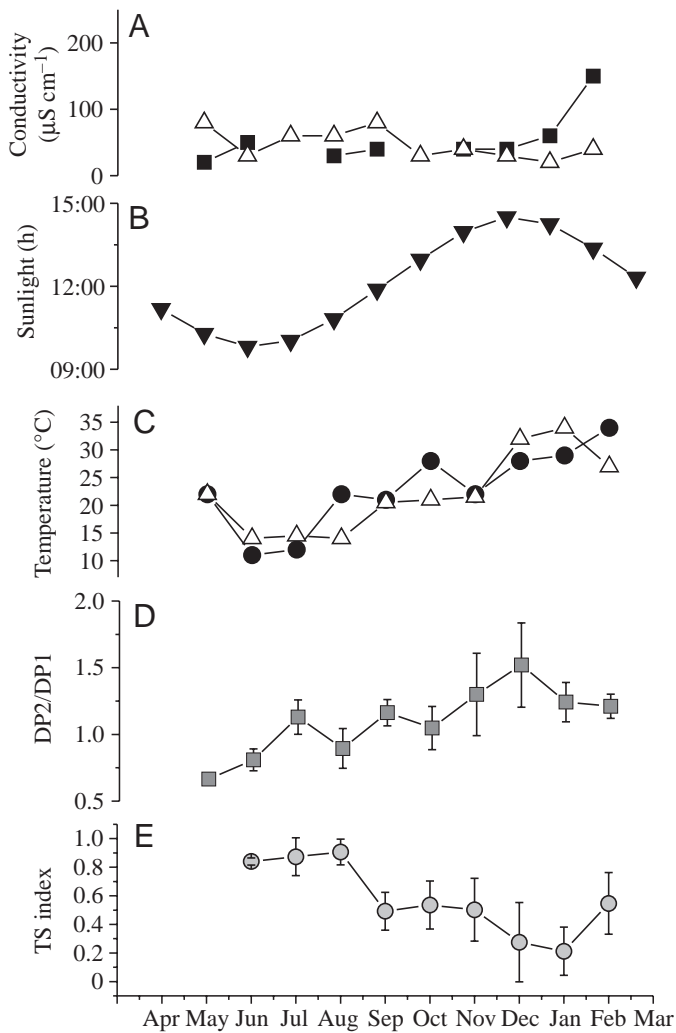 A
200
100
0
Conductivity
(μS cm⁻¹)
B
15:00
12:00
09:00
Sunlight (h)
C
35
30
25
20
15
10
Temperature (°C)
D
2.0
1.5
1.0
0.5
DP2/DP1
E
1.0
0.8
0.6
0.4
0.2
0
TS index
Apr May Jun Jul Aug Sep Oct Nov Dec Jan Feb Mar